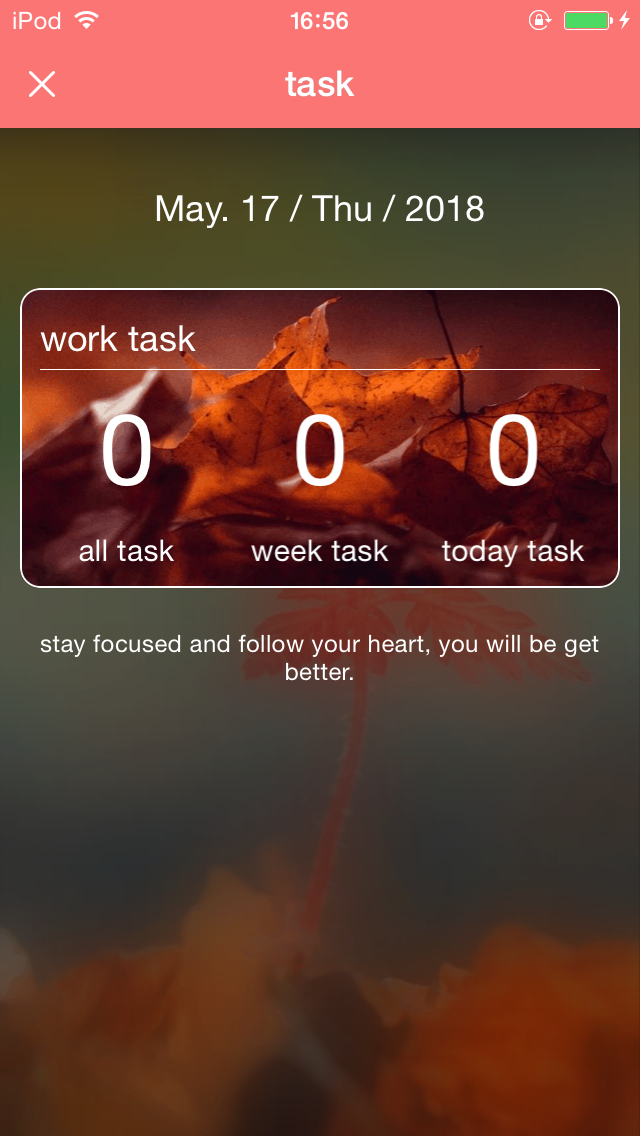 iPod 16:56
task
May. 17 / Thu / 2018
work task
0 0 0
all task week task today task
stay focused and follow your heart, you will be get
better.